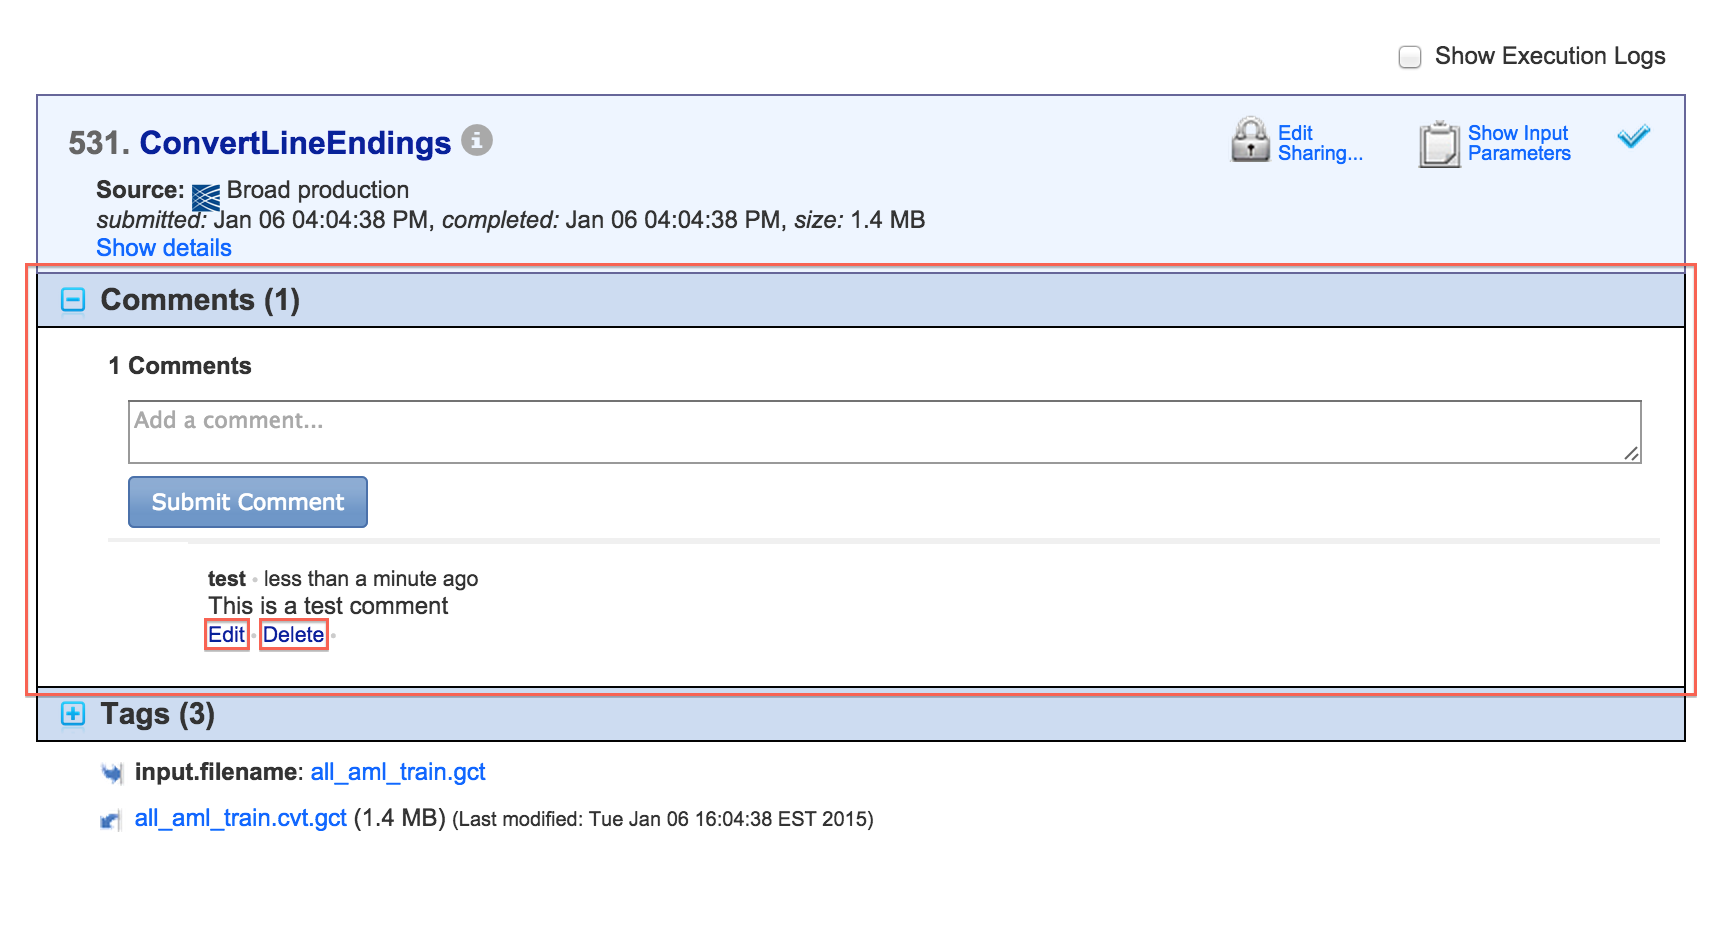 Show Execution Logs
531. ConvertLineEndings i
Edit Sharing...
Show Input Parameters
Source: Broad production
submitted: Jan 06 04:04:38 PM, completed: Jan 06 04:04:38 PM, size: 1.4 MB
Show details
Comments (1)
1 Comments
Add a comment...
Submit Comment
test • less than a minute ago
This is a test comment
Edit • Delete •
Tags (3)
input.filename: all_aml_train.gct
all_aml_train.cvt.gct (1.4 MB) (Last modified: Tue Jan 06 16:04:38 EST 2015)